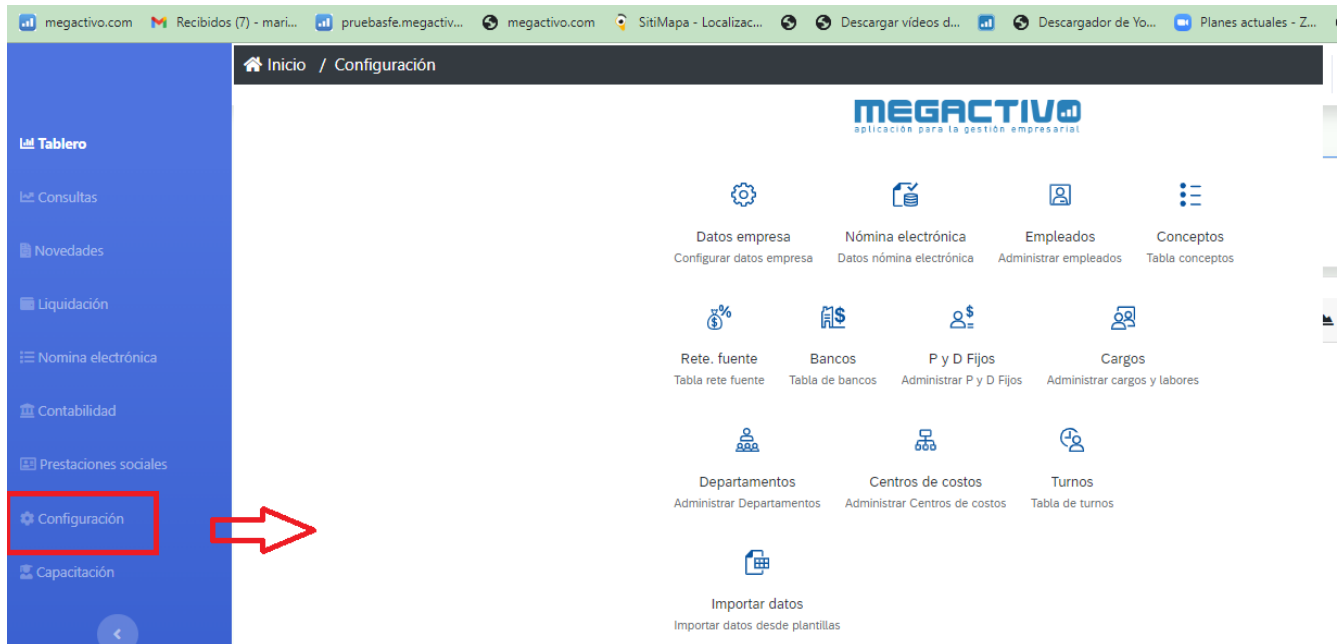 megactivo.com Recibidos (7) - mari... pruebasfe.megactiv... megactivo.com SitiMapa - Localizac... Descargar vídeos d... Descargador de Yo... Planes actuales - Z...
Inicio / Configuración
MEGACTIVO
aplicación para la gestión empresarial
Tablero
Consultas
Novedades
Liquidación
Nomina electrónica
Contabilidad
Prestaciones sociales
Configuración
Capacitación
Datos empresa Nómina electrónica Empleados Conceptos
Configurar datos empresa Datos nómina electrónica Administrar empleados Tabla conceptos
Rete. fuente Bancos P y D Fijos Cargos
Tabla rete fuente Tabla de bancos Administrar P y D Fijos Administrar cargos y labores
Departamentos Centros de costos Turnos
Administrar Departamentos Administrar Centros de costos Tabla de turnos
Importar datos
Importar datos desde plantillas